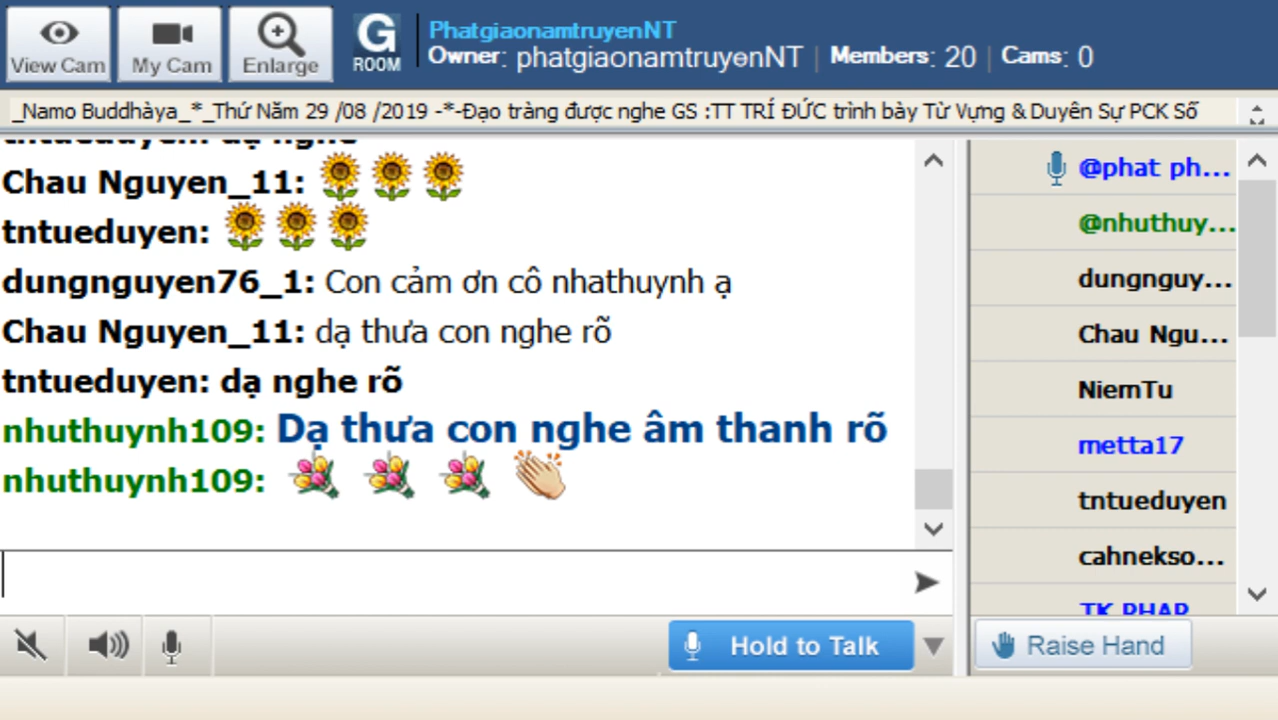 View Cam
My Cam
Enlarge
G
ROOM
PhatgiaonamtruyenNT
Owner: phatgiaonamtruyenNT | Members: 20 | Cams: 0
_Namo Buddhàya_*_Thứ Năm 29 /08 /2019 -*-Đạo tràng được nghe GS :TT TRÍ ĐỨC trình bày Từ Vựng & Duyên Sự PCK Số
tntueduyen: dạ nghe
Chau Nguyen_11:
tntueduyen:
dungnguyen76_1: Con cảm ơn cô nhathuynh ạ
Chau Nguyen_11: dạ thưa con nghe rõ
tntueduyen: dạ nghe rõ
nhuthuynh109: Dạ thưa con nghe âm thanh rõ
nhuthuynh109:
@phat ph...
@nhuthuy...
dungnguy...
Chau Ngu...
NiemTu
metta17
tntueduyen
cahnekso...
TK PHAP
Hold to Talk
Raise Hand